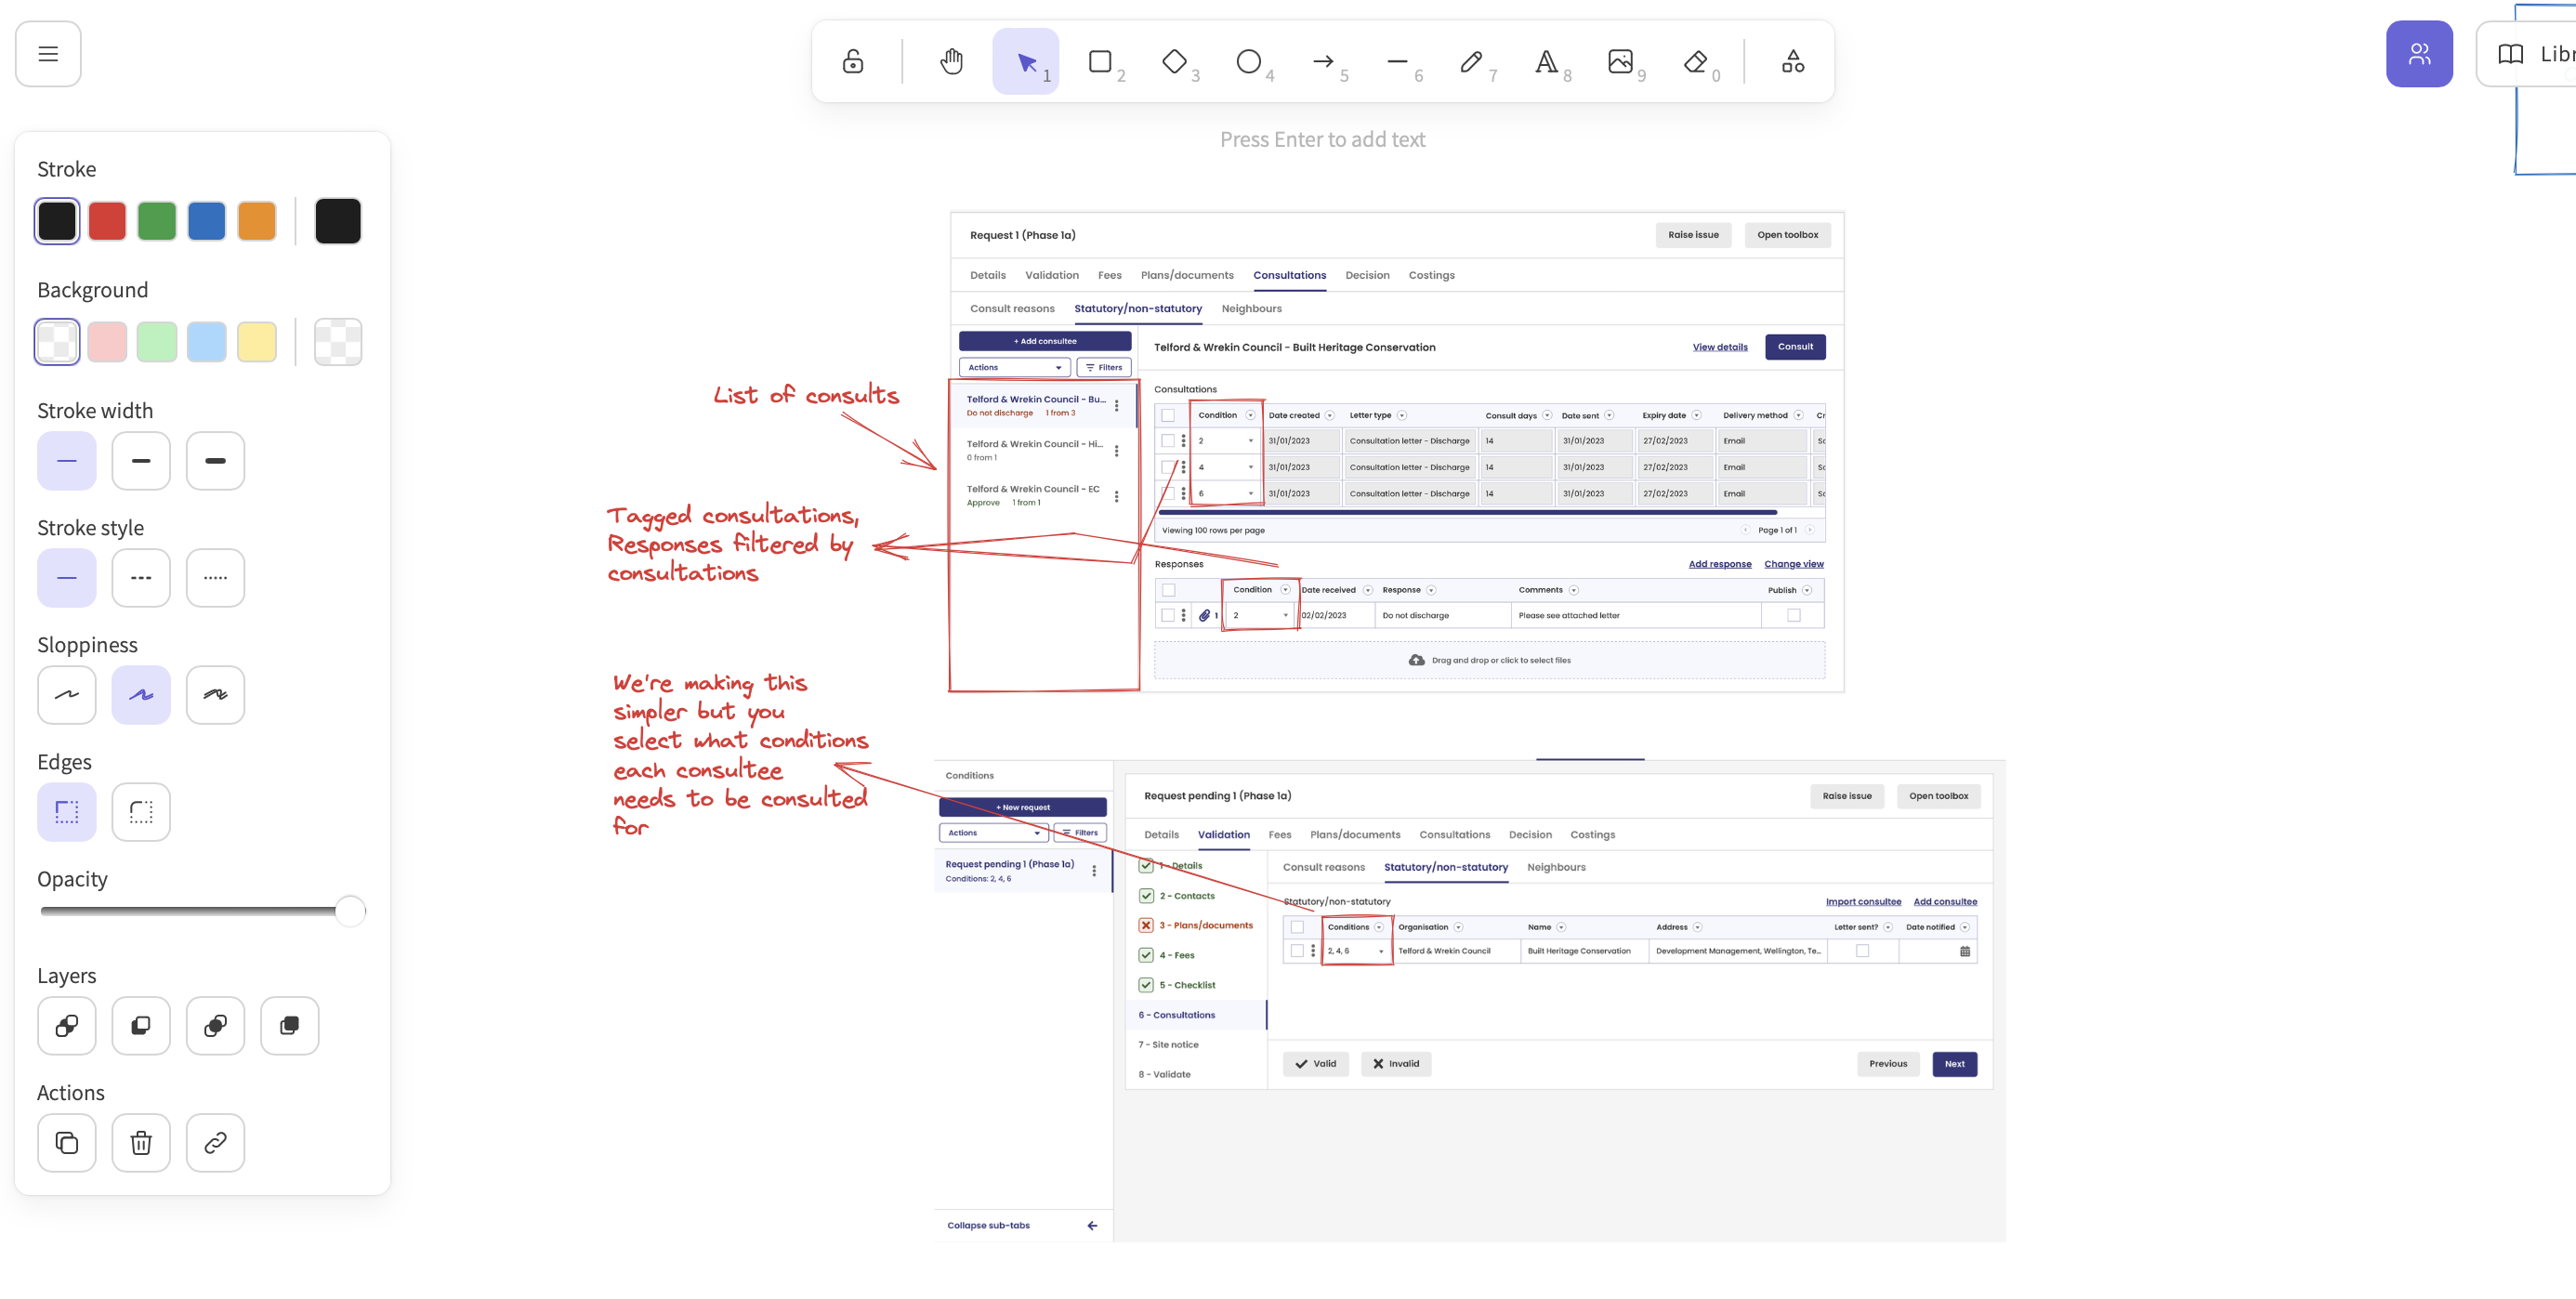 1
2
3
4
5
6
7
8
9
0
Press Enter to add text
Stroke
Background
Stroke width
Stroke style
Sloppiness
Edges
Opacity
Layers
Actions
List of consults
Tagged consultations,
Responses filtered by
consultations
We're making this
simpler but you
select what conditions
each consultee
needs to be consulted
for
Request 1 (Phase 1a)
Raise issue
Open toolbox
Details Validation Fees Plans/documents Consultations Decision Costings
Consult reasons Statutory/non-statutory Neighbours
+ Add consultee
Actions
Filters
Telford & Wrekin Council - Bu...
Do not discharge 1 from 3
Telford & Wrekin Council - Hi...
0 from 1
Telford & Wrekin Council - EC
Approve 1 from 1
Telford & Wrekin Council - Built Heritage Conservation
View details
Consult
Consultations
Condition Date created Letter type Consult days Date sent Expiry date Delivery method Cr
2 31/01/2023 Consultation letter - Discharge 14 31/01/2023 27/02/2023 Email Sc
4 31/01/2023 Consultation letter - Discharge 14 31/01/2023 27/02/2023 Email Sc
6 31/01/2023 Consultation letter - Discharge 14 31/01/2023 27/02/2023 Email Sc
Viewing 100 rows per page
Page 1 of 1
Responses
Add response
Change view
Condition Date received Response Comments Publish
1 2 02/02/2023 Do not discharge Please see attached letter
Drag and drop or click to select files
Conditions
+ New request
Actions
Filters
Request pending 1 (Phase 1a)
Conditions: 2, 4, 6
Collapse sub-tabs
Request pending 1 (Phase 1a)
Raise issue
Open toolbox
Details Validation Fees Plans/documents Consultations Decision Costings
1 - Details
2 - Contacts
3 - Plans/documents
4 - Fees
5 - Checklist
6 - Consultations
7 - Site notice
8 - Validate
Consult reasons Statutory/non-statutory Neighbours
Statutory/non-statutory
Import consultee
Add consultee
Conditions Organisation Name Address Letter sent? Date notified
2, 4, 6 Telford & Wrekin Council Built Heritage Conservation Development Management, Wellington, Te...
Valid
Invalid
Previous
Next
Libr